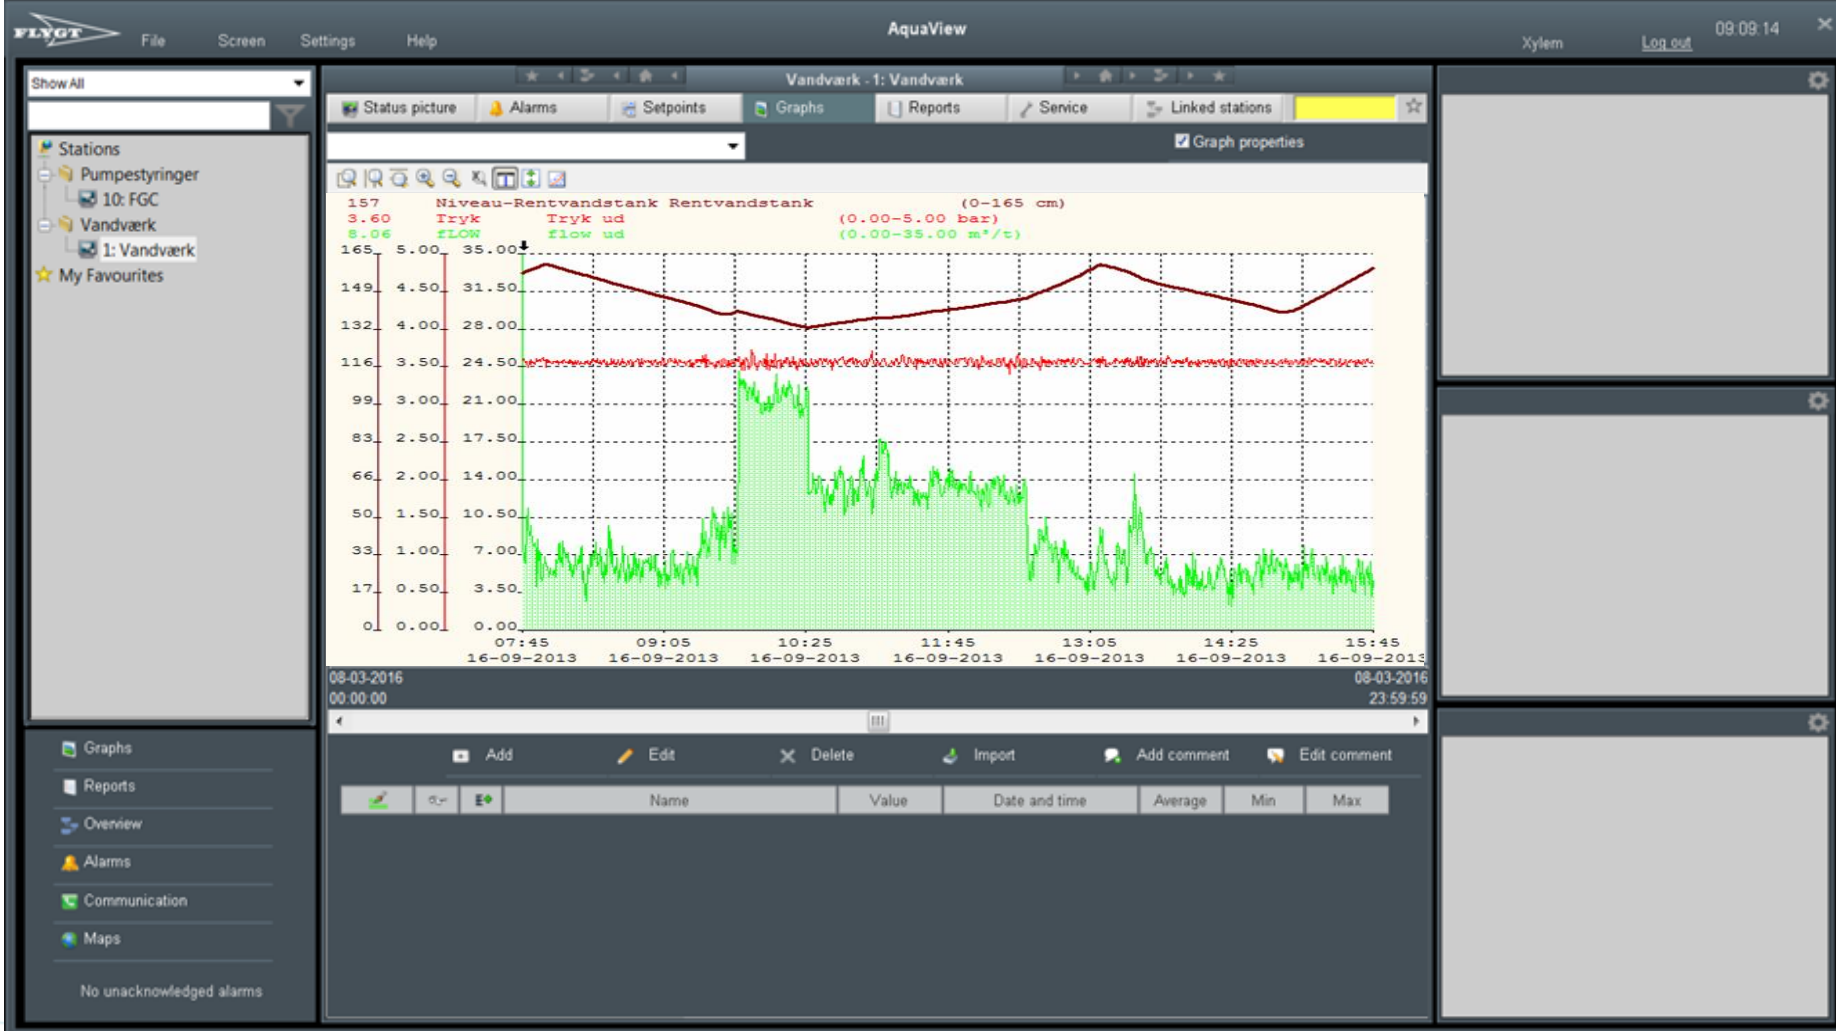 FLYGT File Screen Settings Help AquaView Xylem Log out 09:09:14
Show All
Stations
Pumpestyringer
10: FGC
Vandværk
1: Vandværk
My Favourites
Graphs
Reports
Overview
Alarms
Communication
Maps
No unacknowledged alarms
Vandværk - 1: Vandværk
Status picture Alarms Setpoints Graphs Reports Service Linked stations
Graph properties
157 Niveau-Rentvandstank Rentvandstank (0-165 cm)
3.60 Tryk Tryk ud (0.00-5.00 bar)
8.06 fLOW flow ud (0.00-35.00 m³/t)
165 5.00 35.00
149 4.50 31.50
132 4.00 28.00
116 3.50 24.50
99 3.00 21.00
83 2.50 17.50
66 2.00 14.00
50 1.50 10.50
33 1.00 7.00
17 0.50 3.50
0 0.00 0.00
07:45 09:05 10:25 11:45 13:05 14:25 15:45
16-09-2013 16-09-2013 16-09-2013 16-09-2013 16-09-2013 16-09-2013 16-09-2013
08-03-2016 08-03-2016
00:00:00 23:59:59
Add Edit Delete Import Add comment Edit comment
Name Value Date and time Average Min Max